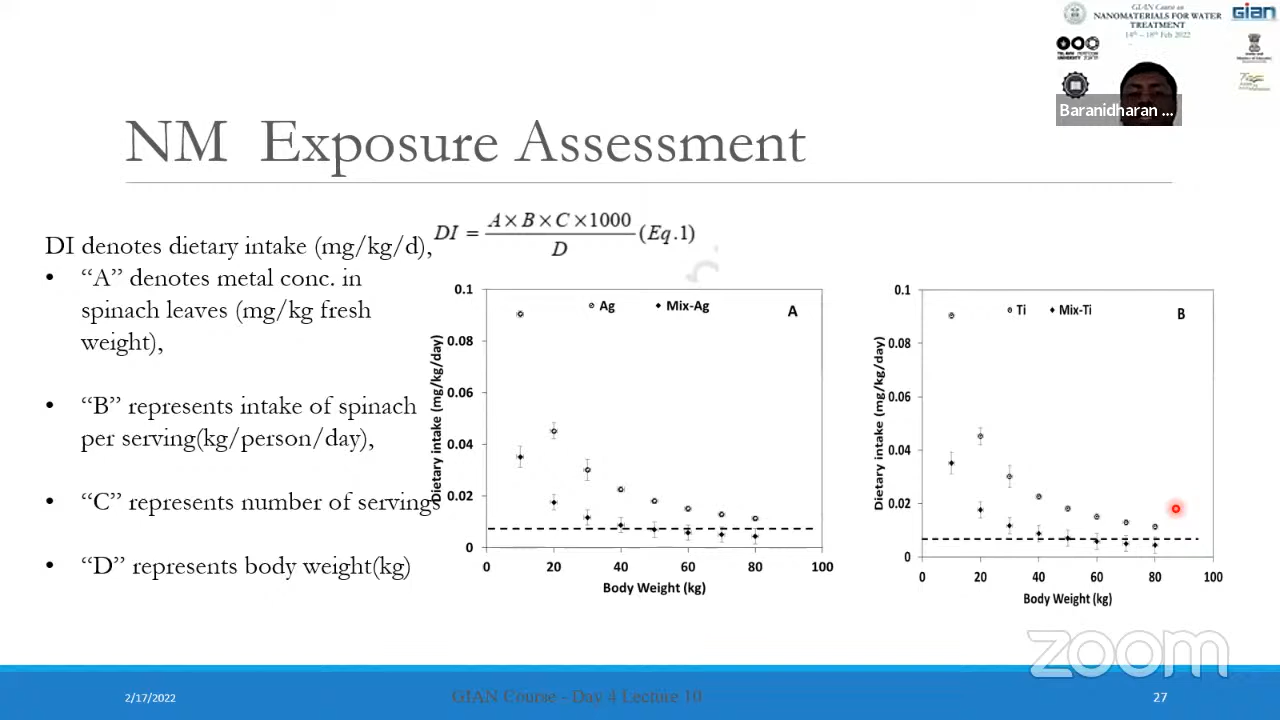 GIAN Course on
NANOMATERIALS FOR WATER
TREATMENT
14th – 18th Feb 2022
GIAN
Baranidharan ...
NM Exposure Assessment
DI denotes dietary intake (mg/kg/d),
DI = A×B×C×1000 / D (Eq.1)
• “A” denotes metal conc. in
spinach leaves (mg/kg fresh
weight),
• “B” represents intake of spinach
per serving(kg/person/day),
• “C” represents number of servings
• “D” represents body weight(kg)
Ag Mix-Ag A
Dietary intake (mg/kg/day)
0.1
0.08
0.06
0.04
0.02
0
0 20 40 60 80 100
Body Weight (kg)
Ti Mix-Ti B
Dietary intake (mg/kg/day)
0.1
0.08
0.06
0.04
0.02
0
0 20 40 60 80 100
Body Weight (kg)
zoom
2/17/2022
GIAN Course - Day 4 Lecture 10
27